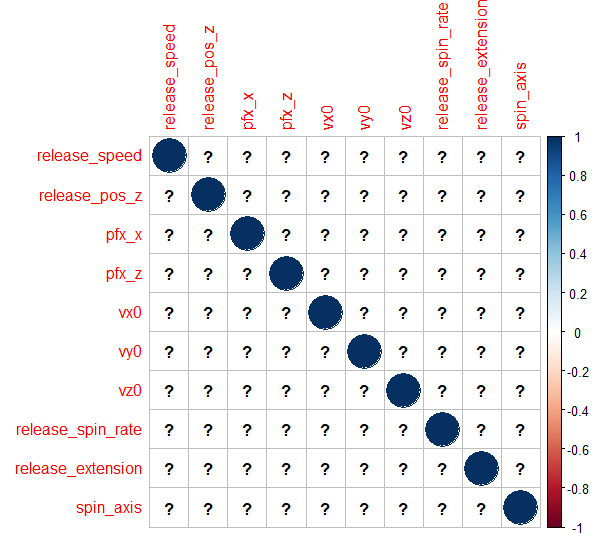 release_speed
release_pos_z
pfx_x
pfx_z
vx0
vy0
vz0
release_spin_rate
release_extension
spin_axis
release_speed ? ? ? ? ? ? ? ? ?
release_pos_z ? ? ? ? ? ? ? ? ?
pfx_x ? ? ? ? ? ? ? ? ?
pfx_z ? ? ? ? ? ? ? ? ?
vx0 ? ? ? ? ? ? ? ? ?
vy0 ? ? ? ? ? ? ? ? ?
vz0 ? ? ? ? ? ? ? ? ?
release_spin_rate ? ? ? ? ? ? ? ? ?
release_extension ? ? ? ? ? ? ? ? ?
spin_axis ? ? ? ? ? ? ? ? ?
1
0.8
0.6
0.4
0.2
0
-0.2
-0.4
-0.6
-0.8
-1